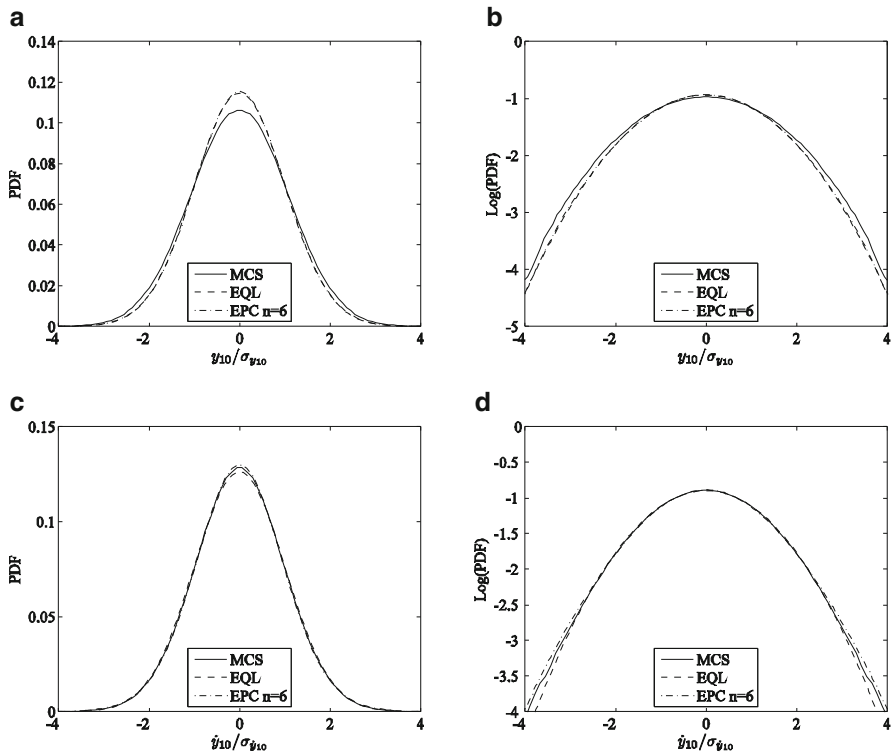 a
0.14
0.12
0.1
0.08
0.06
0.04
0.02
0
PDF
MCS
EQL
EPC n=6
-4 -2 0 2 4
y₁₀/σ_y₁₀
b
0
-1
-2
-3
-4
-5
Log(PDF)
MCS
EQL
EPC n=6
-4 -2 0 2 4
y₁₀/σ_y₁₀
c
0.15
0.1
0.05
0
PDF
MCS
EQL
EPC n=6
-4 -2 0 2 4
ẏ₁₀/σ_ẏ₁₀
d
0
-0.5
-1
-1.5
-2
-2.5
-3
-3.5
-4
Log(PDF)
MCS
EQL
EPC n=6
-4 -2 0 2 4
ẏ₁₀/σ_ẏ₁₀